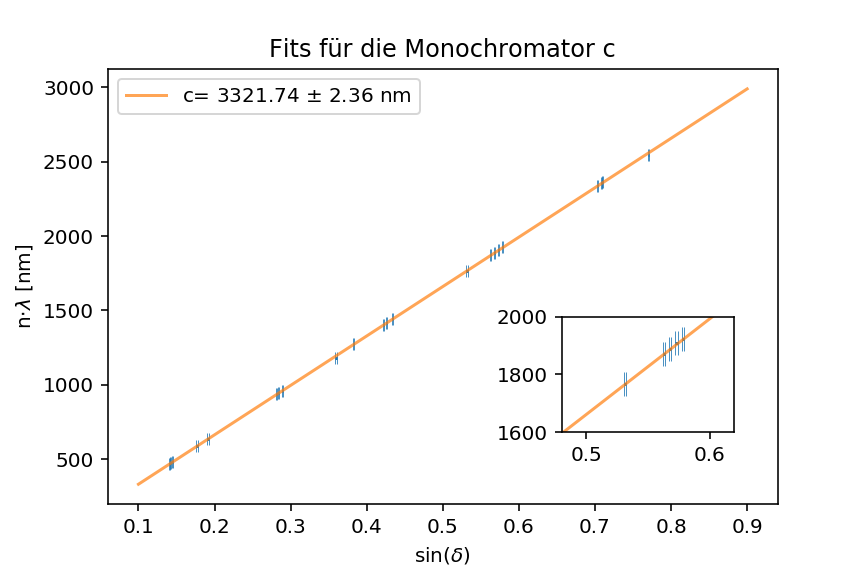 Fits für die Monochromator c
c= 3321.74 ± 2.36 nm
3000
2500
2000
1500
1000
500
n·λ [nm]
2000
1800
1600
0.5 0.6
0.1 0.2 0.3 0.4 0.5 0.6 0.7 0.8 0.9
sin(δ)